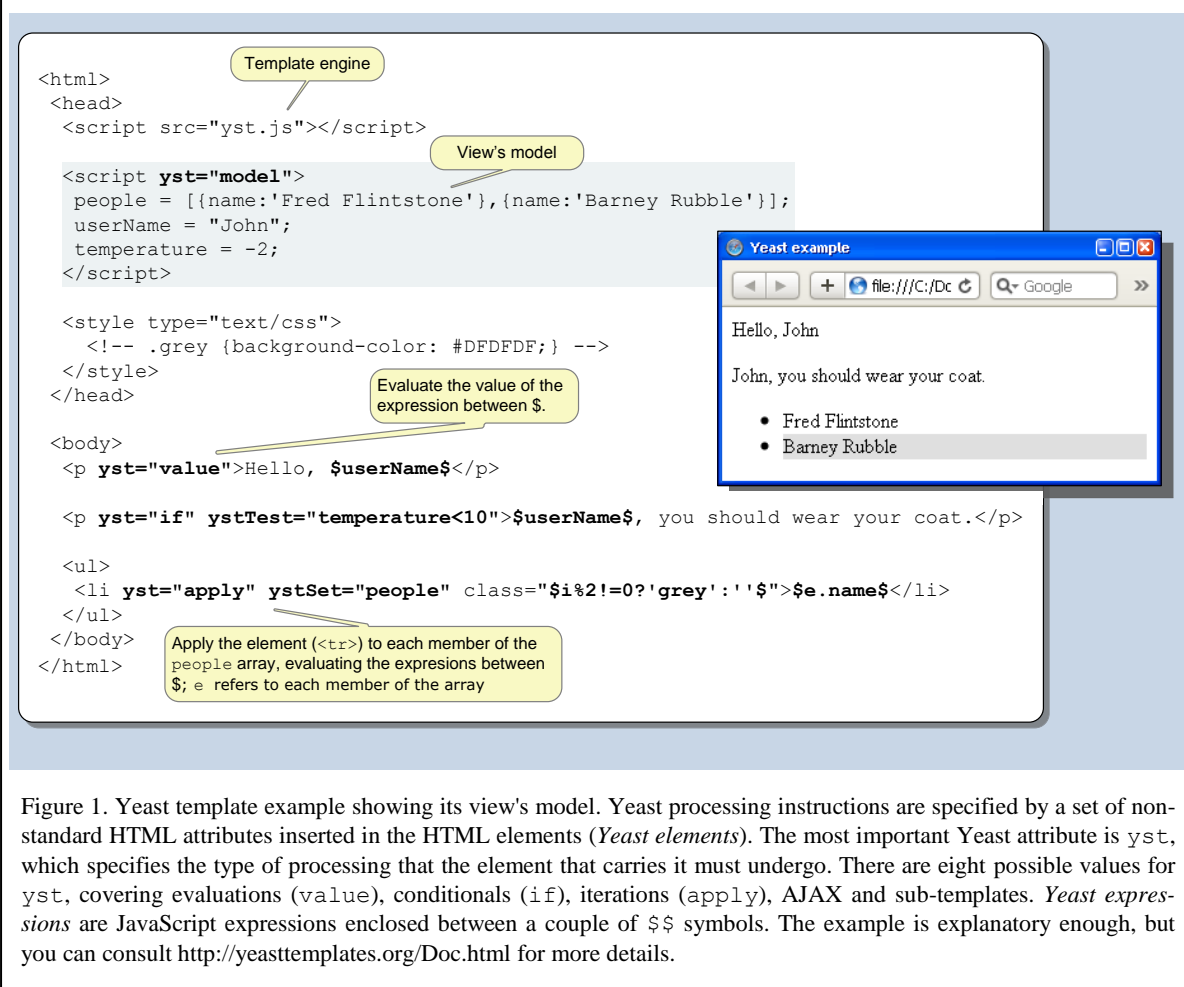 Template engine
<html>
<head>
<script src="yst.js"></script>
View's model
<script yst="model">
people = [{name:'Fred Flintstone'},{name:'Barney Rubble'}];
userName = "John";
temperature = -2;
</script>
<style type="text/css">
<!-- .grey {background-color: #DFDFDF;} -->
</style>
</head>
Evaluate the value of the
expression between $.
<body>
<p yst="value">Hello, $userName$</p>
<p yst="if" ystTest="temperature<10">$userName$, you should wear your coat.</p>
<ul>
<li yst="apply" ystSet="people" class="$i%2!=0?'grey':''$">$e.name$</li>
</ul>
</body>
</html>
Apply the element (<tr>) to each member of the
people array, evaluating the expresions between
$; e refers to each member of the array
Yeast example
file:///C:/Dc
Google
Hello, John
John, you should wear your coat.
• Fred Flintstone
• Barney Rubble
Figure 1. Yeast template example showing its view's model. Yeast processing instructions are specified by a set of non-
standard HTML attributes inserted in the HTML elements (Yeast elements). The most important Yeast attribute is yst,
which specifies the type of processing that the element that carries it must undergo. There are eight possible values for
yst, covering evaluations (value), conditionals (if), iterations (apply), AJAX and sub-templates. Yeast expres-
sions are JavaScript expressions enclosed between a couple of $$ symbols. The example is explanatory enough, but
you can consult http://yeasttemplates.org/Doc.html for more details.